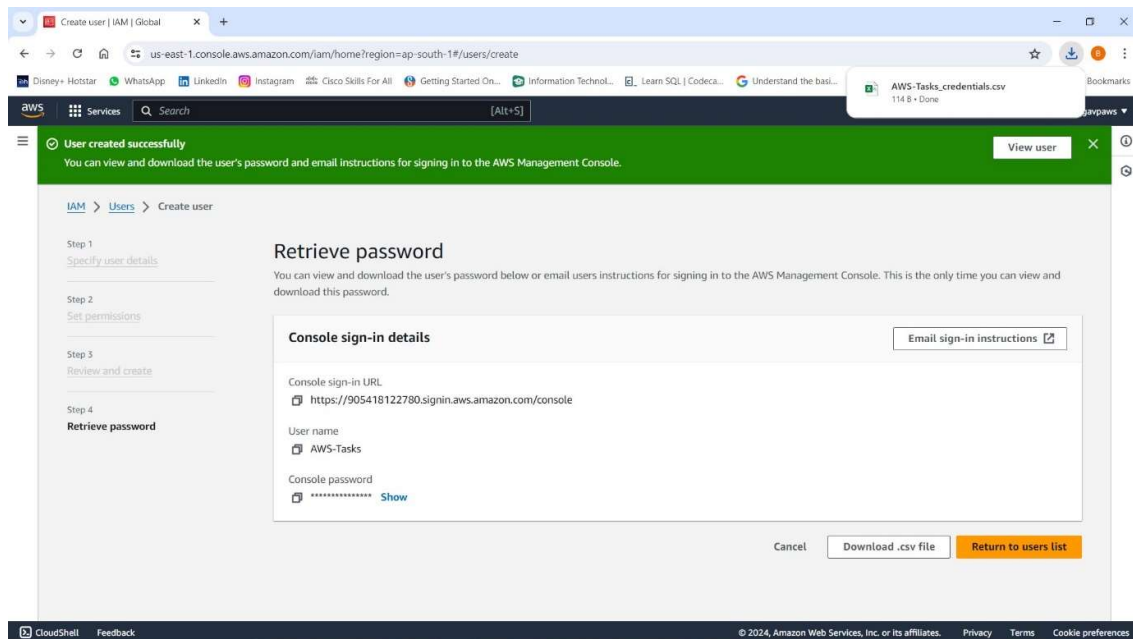 Create user | IAM | Global
us-east-1.console.aws.amazon.com/iam/home?region=ap-south-1#/users/create
Disney+ Hotstar WhatsApp LinkedIn Instagram Cisco Skills For All Getting Started On... Information Technol... Learn SQL | Codeca... Understand the basi... Bookmarks
AWS-Tasks_credentials.csv
114 B • Done
aws Services Search [Alt+S] gavpaws
User created successfully
You can view and download the user's password and email instructions for signing in to the AWS Management Console.
View user
IAM > Users > Create user
Step 1
Specify user details
Step 2
Set permissions
Step 3
Review and create
Step 4
Retrieve password
Retrieve password
You can view and download the user's password below or email users instructions for signing in to the AWS Management Console. This is the only time you can view and
download this password.
Console sign-in details
Email sign-in instructions
Console sign-in URL
https://905418122780.signin.aws.amazon.com/console
User name
AWS-Tasks
Console password
*************** Show
Cancel Download .csv file Return to users list
CloudShell Feedback © 2024, Amazon Web Services, Inc. or its affiliates. Privacy Terms Cookie preferences